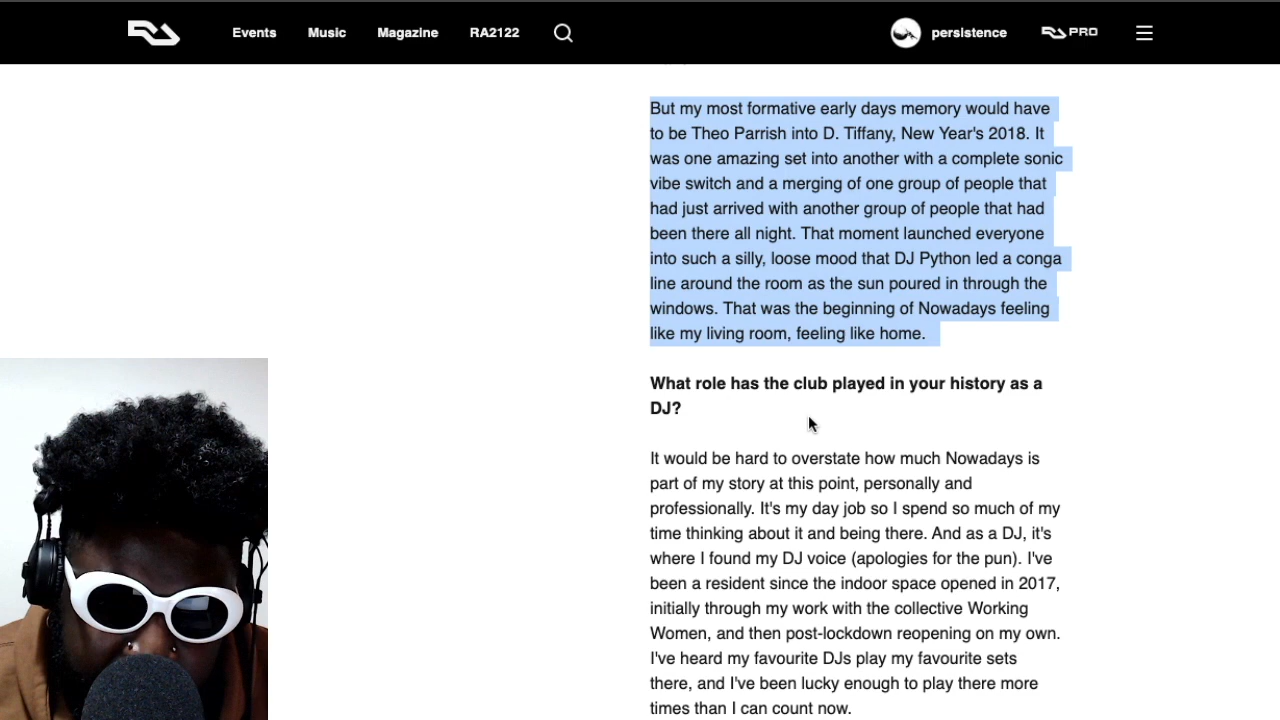 Events Music Magazine RA2122 persistence PRO
But my most formative early days memory would have
to be Theo Parrish into D. Tiffany, New Year's 2018. It
was one amazing set into another with a complete sonic
vibe switch and a merging of one group of people that
had just arrived with another group of people that had
been there all night. That moment launched everyone
into such a silly, loose mood that DJ Python led a conga
line around the room as the sun poured in through the
windows. That was the beginning of Nowadays feeling
like my living room, feeling like home.
What role has the club played in your history as a
DJ?
It would be hard to overstate how much Nowadays is
part of my story at this point, personally and
professionally. It's my day job so I spend so much of my
time thinking about it and being there. And as a DJ, it's
where I found my DJ voice (apologies for the pun). I've
been a resident since the indoor space opened in 2017,
initially through my work with the collective Working
Women, and then post-lockdown reopening on my own.
I've heard my favourite DJs play my favourite sets
there, and I've been lucky enough to play there more
times than I can count now.